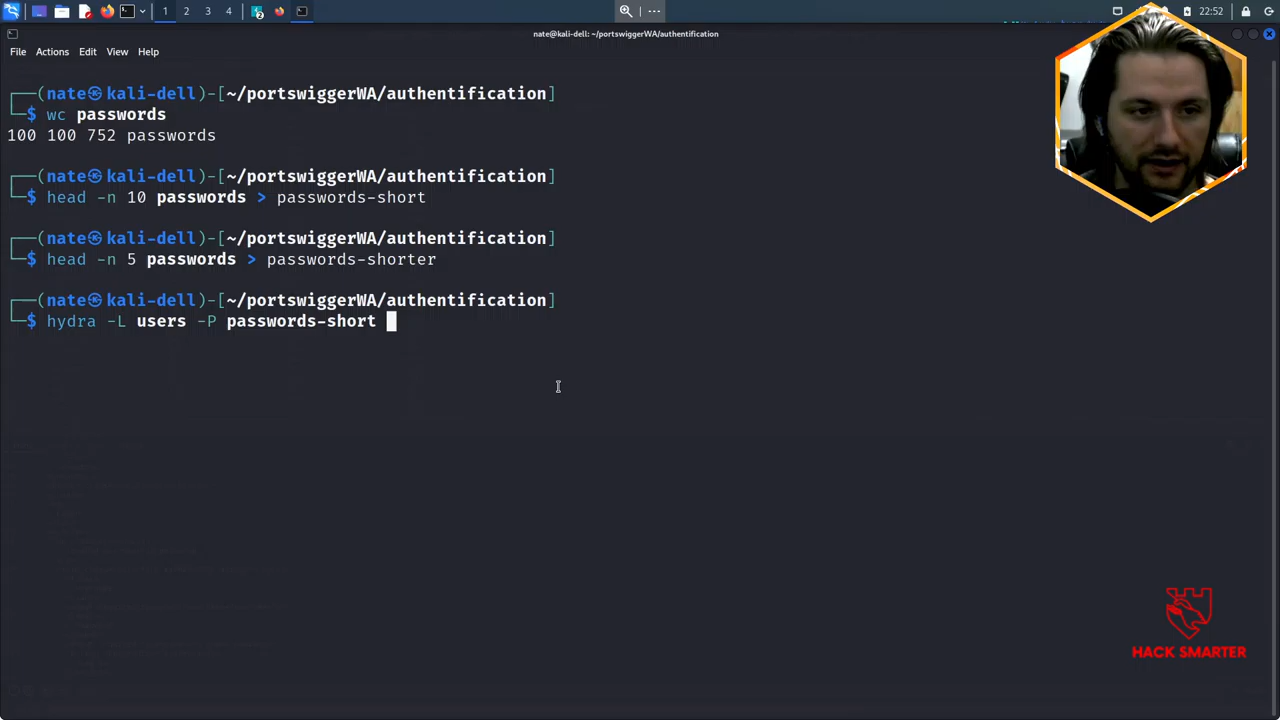 1 2 3 4 2 22:52
nate@kali-dell: ~/portswiggerWA/authentification
File Actions Edit View Help
┌──(nate㉿kali-dell)-[~/portswiggerWA/authentification]
└─$ wc passwords
100 100 752 passwords
┌──(nate㉿kali-dell)-[~/portswiggerWA/authentification]
└─$ head -n 10 passwords > passwords-short
┌──(nate㉿kali-dell)-[~/portswiggerWA/authentification]
└─$ head -n 5 passwords > passwords-shorter
┌──(nate㉿kali-dell)-[~/portswiggerWA/authentification]
└─$ hydra -L users -P passwords-short
HACK SMARTER